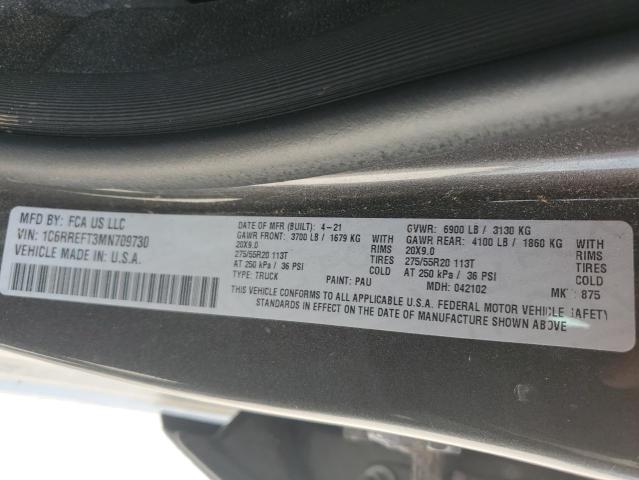 MFD BY: FCA US LLC
VIN: 1C6RREFT3MN709730
VEHICLE MADE IN: U.S.A.
DATE OF MFR (BUILT): 4-21 GVWR: 6900 LB / 3130 KG
GAWR FRONT: 3700 LB / 1679 KG WITH GAWR REAR: 4100 LB / 1860 KG WITH
20X9.0 RIMS 20X9.0 RIMS
275/55R20 113T TIRES 275/55R20 113T TIRES
AT 250 kPa / 36 PSI AT 250 kPa / 36 PSI
TYPE: TRUCK PAINT: PAU MDH: 042102 MK 875
THIS VEHICLE CONFORMS TO ALL APPLICABLE U.S.A. FEDERAL MOTOR VEHICLE SAFETY
STANDARDS IN EFFECT ON THE DATE OF MANUFACTURE SHOWN ABOVE